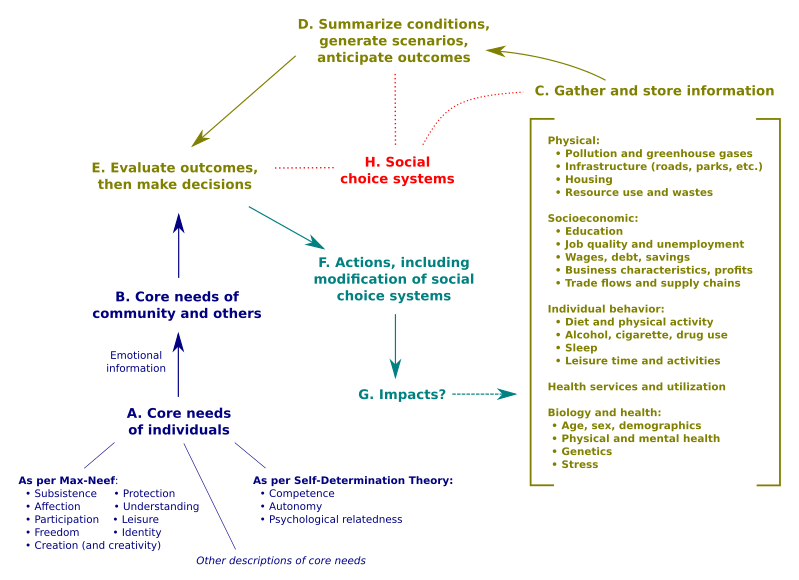 D. Summarize conditions,
generate scenarios,
anticipate outcomes
C. Gather and store information
E. Evaluate outcomes,
then make decisions
H. Social
choice systems
Physical:
• Pollution and greenhouse gases
• Infrastructure (roads, parks, etc.)
• Housing
• Resource use and wastes
Socioeconomic:
• Education
• Job quality and unemployment
• Wages, debt, savings
• Business characteristics, profits
• Trade flows and supply chains
Individual behavior:
• Diet and physical activity
• Alcohol, cigarette, drug use
• Sleep
• Leisure time and activities
Health services and utilization
Biology and health:
• Age, sex, demographics
• Physical and mental health
• Genetics
• Stress
F. Actions, including
modification of social
choice systems
B. Core needs of
community and others
Emotional
information
G. Impacts?
A. Core needs
of individuals
As per Max-Neef:
• Subsistence • Protection
• Affection • Understanding
• Participation • Leisure
• Freedom • Identity
• Creation (and creativity)
As per Self-Determination Theory:
• Competence
• Autonomy
• Psychological relatedness
Other descriptions of core needs